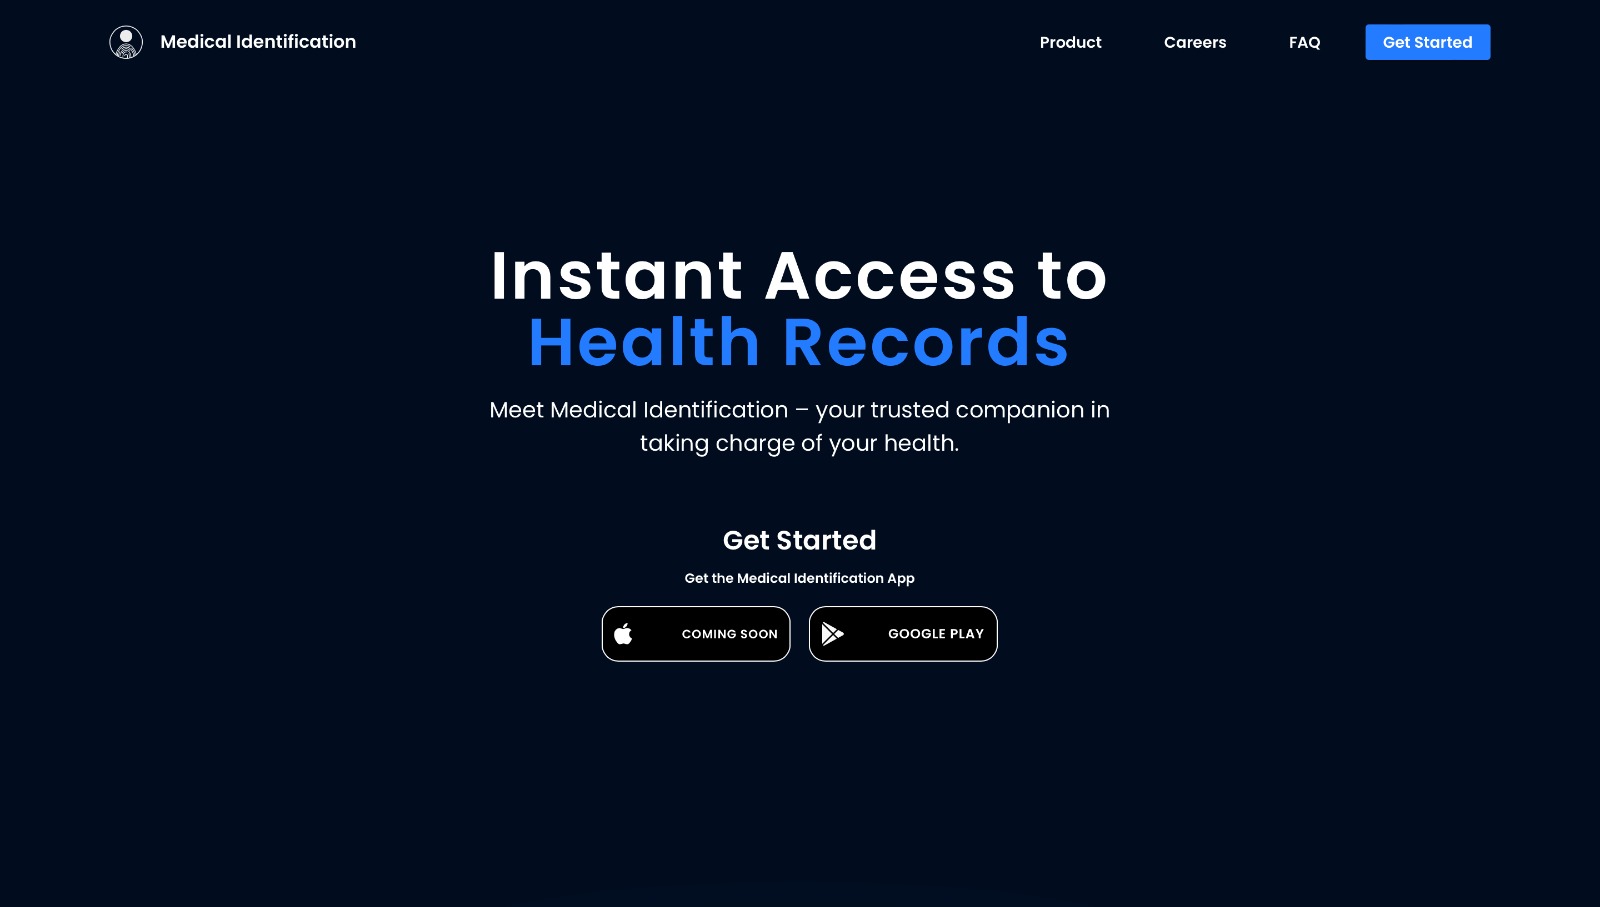 Medical Identification
Product
Careers
FAQ
Get Started
Instant Access to
Health Records
Meet Medical Identification – your trusted companion in
taking charge of your health.
Get Started
Get the Medical Identification App
COMING SOON
GOOGLE PLAY